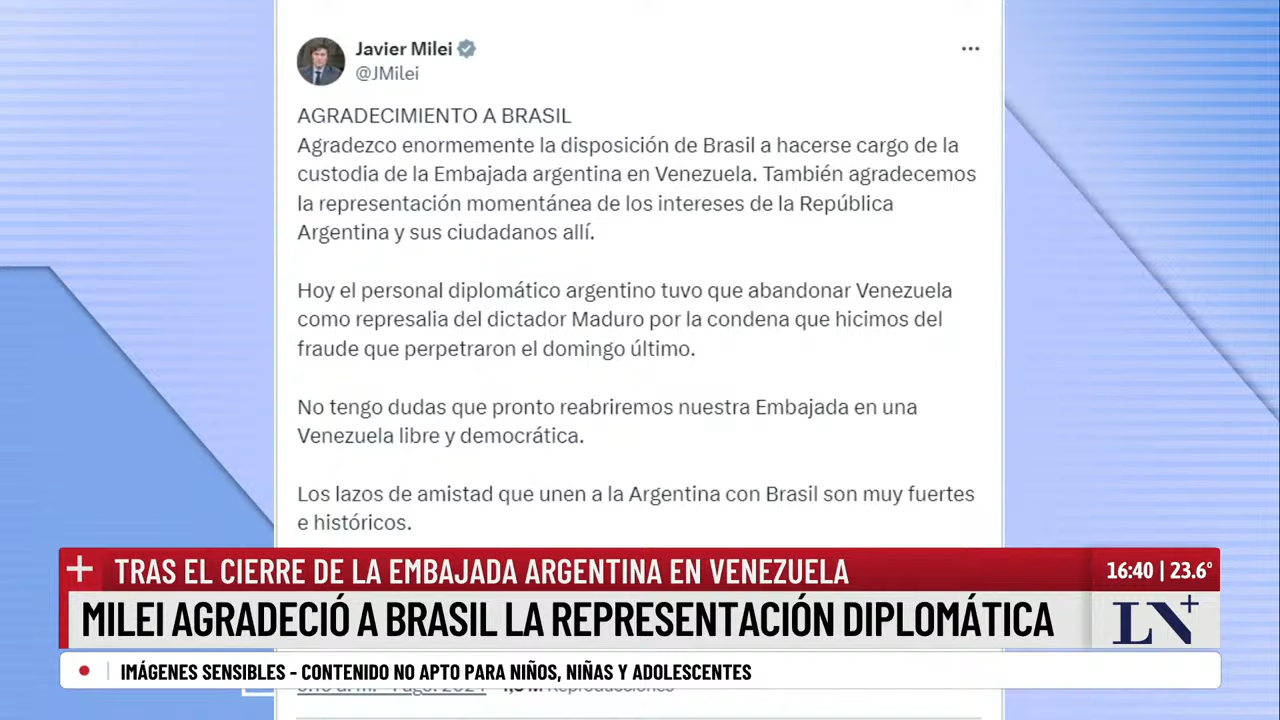 Javier Milei
@JMilei
AGRADECIMIENTO A BRASIL
Agradezco enormemente la disposición de Brasil a hacerse cargo de la
custodia de la Embajada argentina en Venezuela. También agradecemos
la representación momentánea de los intereses de la República
Argentina y sus ciudadanos allí.
Hoy el personal diplomático argentino tuvo que abandonar Venezuela
como represalia del dictador Maduro por la condena que hicimos del
fraude que perpetraron el domingo último.
No tengo dudas que pronto reabriremos nuestra Embajada en una
Venezuela libre y democrática.
Los lazos de amistad que unen a la Argentina con Brasil son muy fuertes
e históricos.
TRAS EL CIERRE DE LA EMBAJADA ARGENTINA EN VENEZUELA
16:40 | 23.6°
MILEI AGRADECIÓ A BRASIL LA REPRESENTACIÓN DIPLOMÁTICA
LN+
IMÁGENES SENSIBLES - CONTENIDO NO APTO PARA NIÑOS, NIÑAS Y ADOLESCENTES